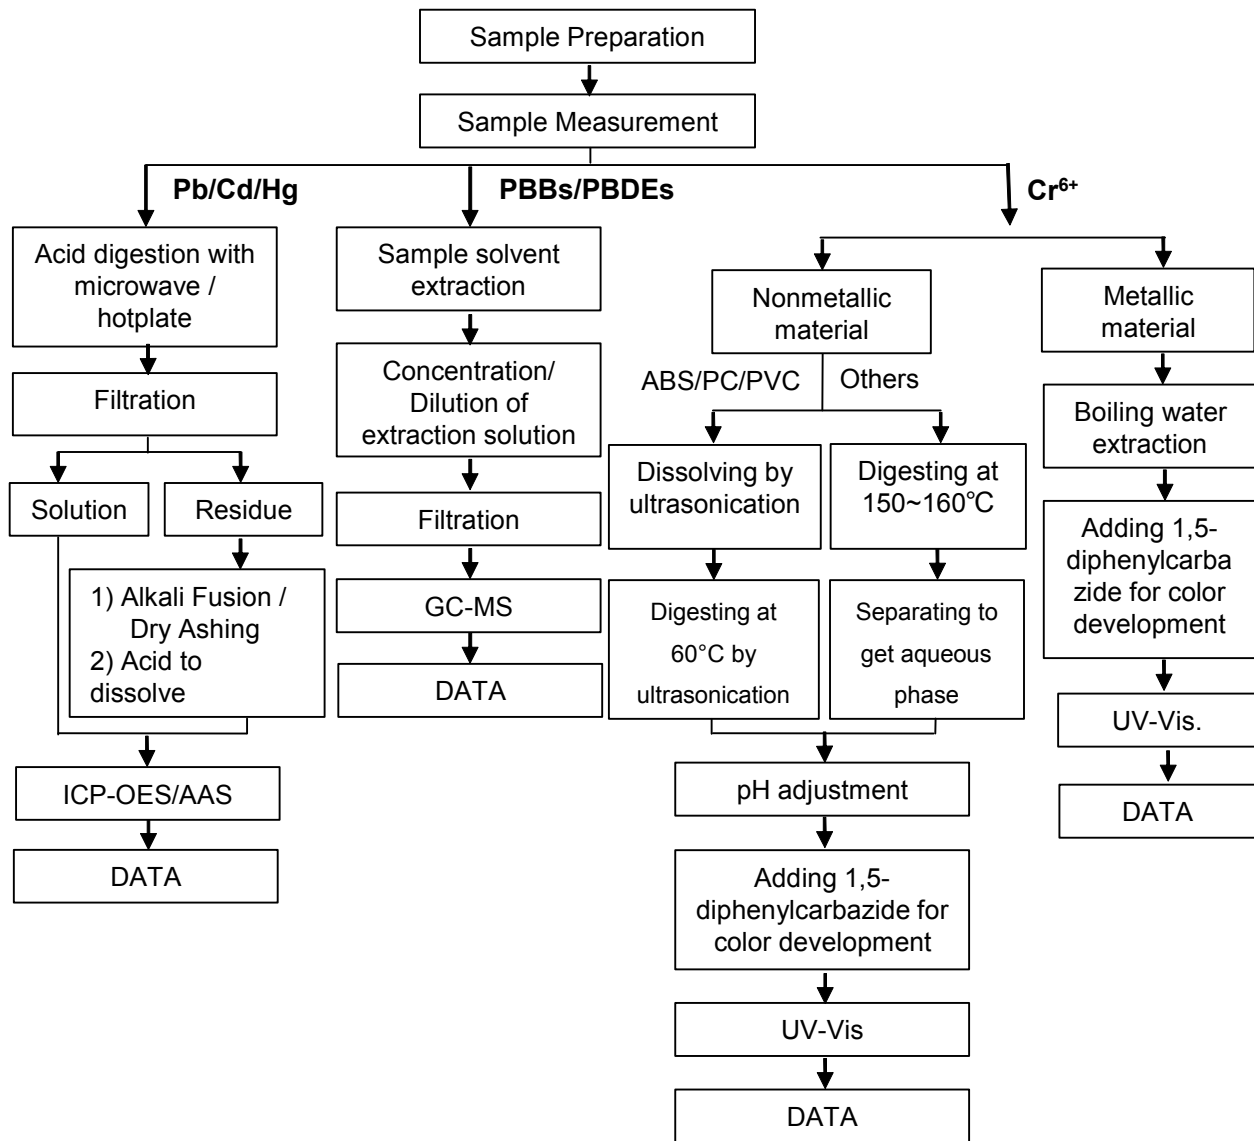 Sample Preparation
Sample Measurement
Pb/Cd/Hg
PBBs/PBDEs
Cr⁶⁺
Acid digestion with
microwave /
hotplate
Filtration
Solution
Residue
1) Alkali Fusion /
Dry Ashing
2) Acid to
dissolve
ICP-OES/AAS
DATA
Sample solvent
extraction
Concentration/
Dilution of
extraction solution
Filtration
GC-MS
DATA
Nonmetallic
material
ABS/PC/PVC
Others
Dissolving by
ultrasonication
Digesting at
60°C by
ultrasonication
Digesting at
150~160℃
Separating to
get aqueous
phase
pH adjustment
Adding 1,5-
diphenylcarbazide for
color development
UV-Vis
DATA
Metallic
material
Boiling water
extraction
Adding 1,5-
diphenylcarba
zide for color
development
UV-Vis.
DATA